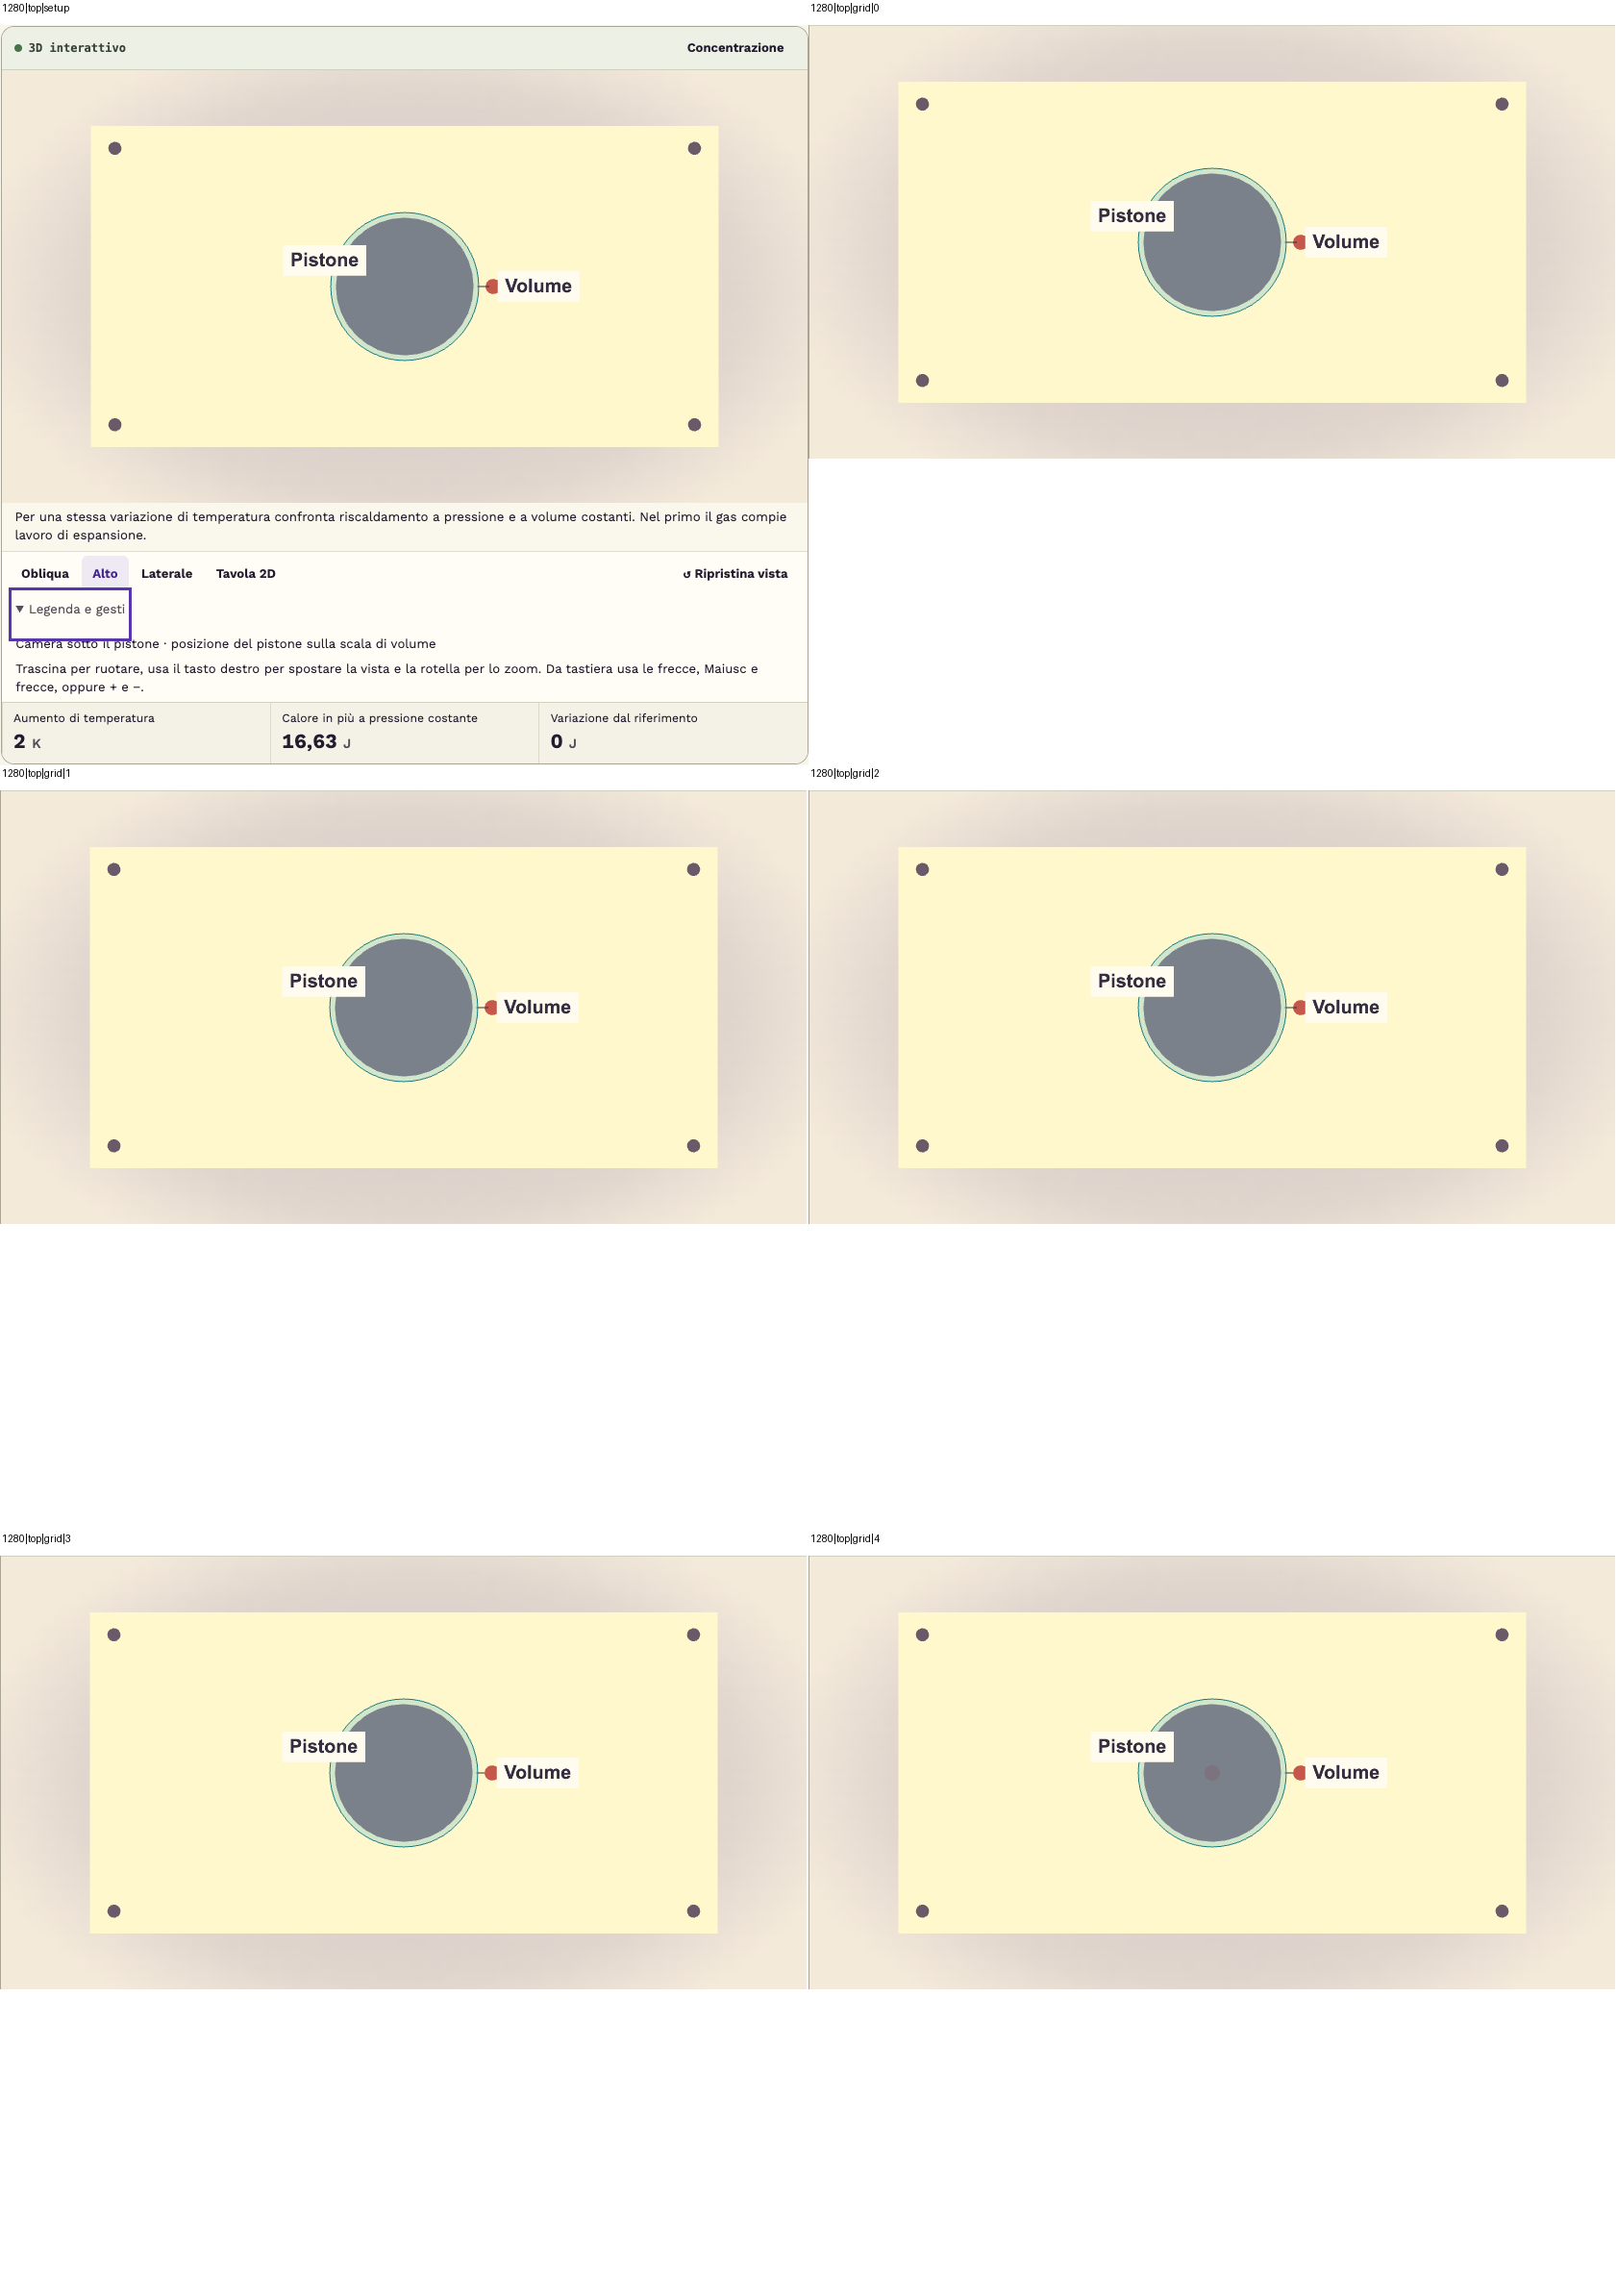 1280|top|setup
3D interattivo
Concentrazione
Pistone
Volume
Per una stessa variazione di temperatura confronta riscaldamento a pressione e a volume costanti. Nel primo il gas compie
lavoro di espansione.
Obliqua Alto Laterale Tavola 2D ↺ Ripristina vista
▼ Legenda e gesti
Camera sotto il pistone · posizione del pistone sulla scala di volume
Trascina per ruotare, usa il tasto destro per spostare la vista e la rotella per lo zoom. Da tastiera usa le frecce, Maiusc e
frecce, oppure + e −.
Aumento di temperatura
2 K
Calore in più a pressione costante
16,63 J
Variazione dal riferimento
0 J
1280|top|grid|0
Pistone
Volume
1280|top|grid|1
Pistone
Volume
1280|top|grid|2
Pistone
Volume
1280|top|grid|3
Pistone
Volume
1280|top|grid|4
Pistone
Volume